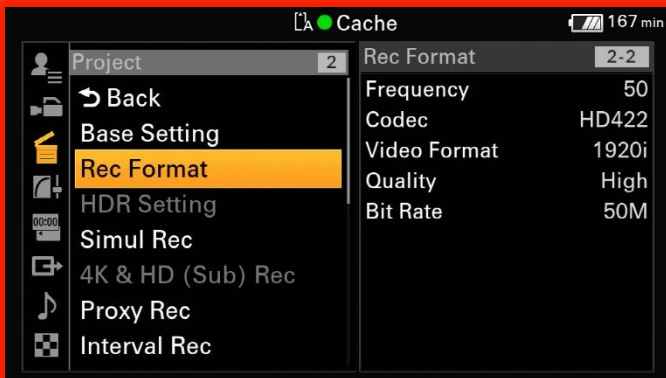 A Cache 167 min
Project 2
Back
Base Setting
Rec Format
HDR Setting
Simul Rec
4K & HD (Sub) Rec
Proxy Rec
Interval Rec
00:00
Rec Format 2-2
Frequency 50
Codec HD422
Video Format 1920i
Quality High
Bit Rate 50M